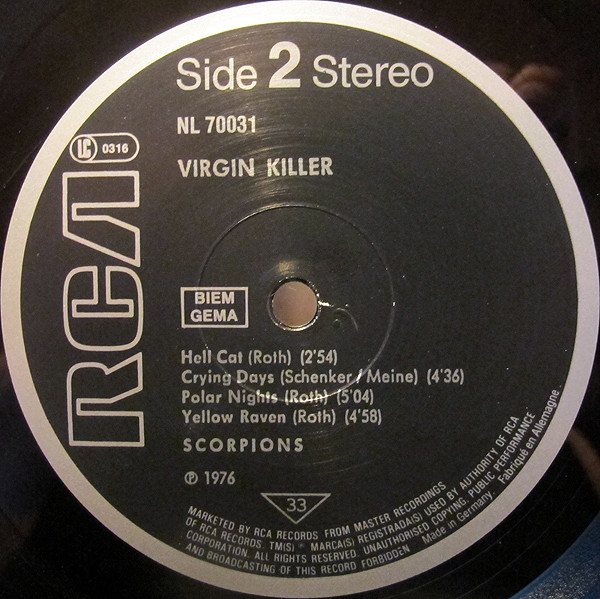 Side 2 Stereo
NL 70031
LC 0316
VIRGIN KILLER
RCA
BIEM
GEMA
Hell Cat (Roth) (2'54)
Crying Days (Schenker / Meine) (4'36)
Polar Nights (Roth) (5'04)
Yellow Raven (Roth) (4'58)
SCORPIONS
℗ 1976
33
MARKETED BY RCA RECORDS FROM MASTER RECORDINGS
OF RCA RECORDS. TM(S) ® MARCA(S) REGISTRADA(S) USED BY AUTHORITY OF RCA
CORPORATION. ALL RIGHTS RESERVED. UNAUTHORISED COPYING, PUBLIC PERFORMANCE
AND BROADCASTING OF THIS RECORD FORBIDDEN Made in Germany. Fabriqué en Allemagne.